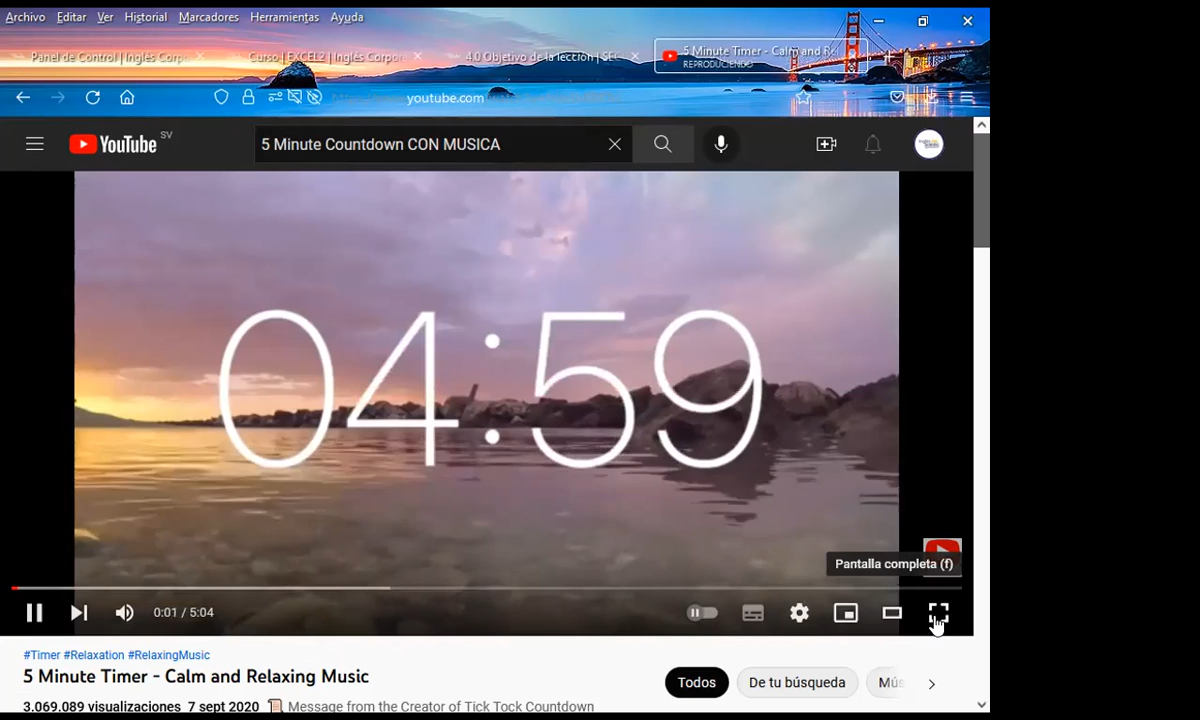 Archivo Editar Ver Historial Marcadores Herramientas Ayuda
Panel de Control | Inglés Corpo
Curso | EXCEL2 | Inglés Corpor
4.0 Objetivo de la lección | SEC
5 Minute Timer - Calm and Rel
REPRODUCIENDO
youtube.com
YouTube SV
5 Minute Countdown CON MUSICA
04:59
Pantalla completa (f)
0:01 / 5:04
#Timer #Relaxation #RelaxingMusic
5 Minute Timer - Calm and Relaxing Music
Todos
De tu búsqueda
Mús
3.069.089 visualizaciones 7 sept 2020 Message from the Creator of Tick Tock Countdown